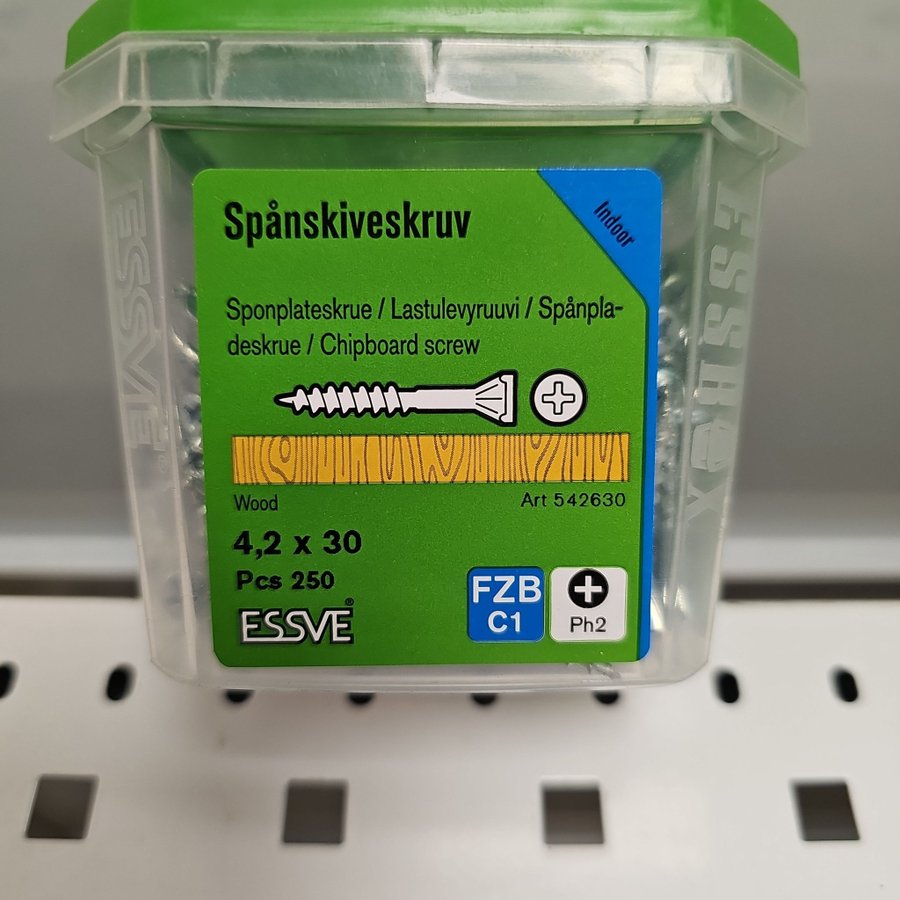 Spånskiveskruv
Indoor
Sponplateskrue / Lastulevyruuvi / Spånpla-
deskrue / Chipboard screw
Wood
Art 542630
4,2 x 30
Pcs 250
ESSVE®
FZB
C1
Ph2
ESSVE
ESSBOX